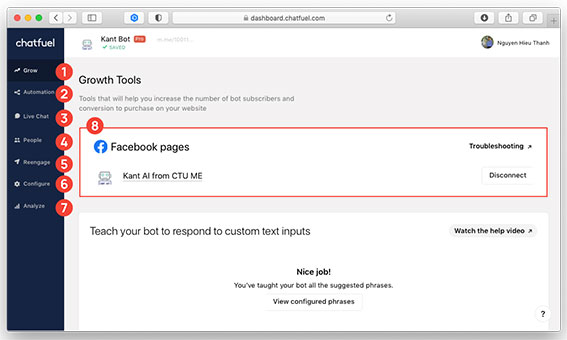 dashboard.chatfuel.com
chatfuel
Kant Bot Pro
SAVED
Nguyen Hieu Thanh
Grow 1
Automation 2
Live Chat 3
People 4
Reengage 5
Configure 6
Analyze 7
Growth Tools
Tools that will help you increase the number of bot subscribers and
conversion to purchase on your website
8
Facebook pages
Troubleshooting ↗
Kant AI from CTU ME
Disconnect
Teach your bot to respond to custom text inputs
Watch the help video ↗
Nice job!
You've taught your bot all the suggested phrases.
View configured phrases
?